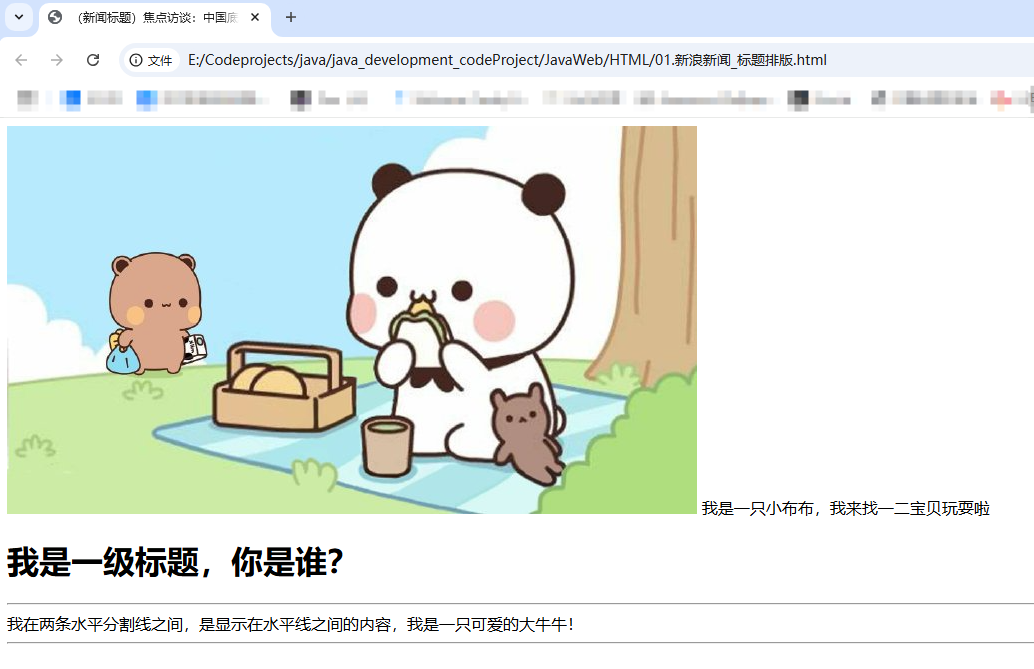 (新闻标题) 焦点访谈：中国
文件
E:/Codeprojects/java/java_development_codeProject/JavaWeb/HTML/01.新浪新闻_标题排版.html
我是一只小布布，我来找一二宝贝玩耍啦
我是一级标题，你是谁？
我在两条水平分割线之间，是显示在水平线之间的内容，我是一只可爱的大牛牛！